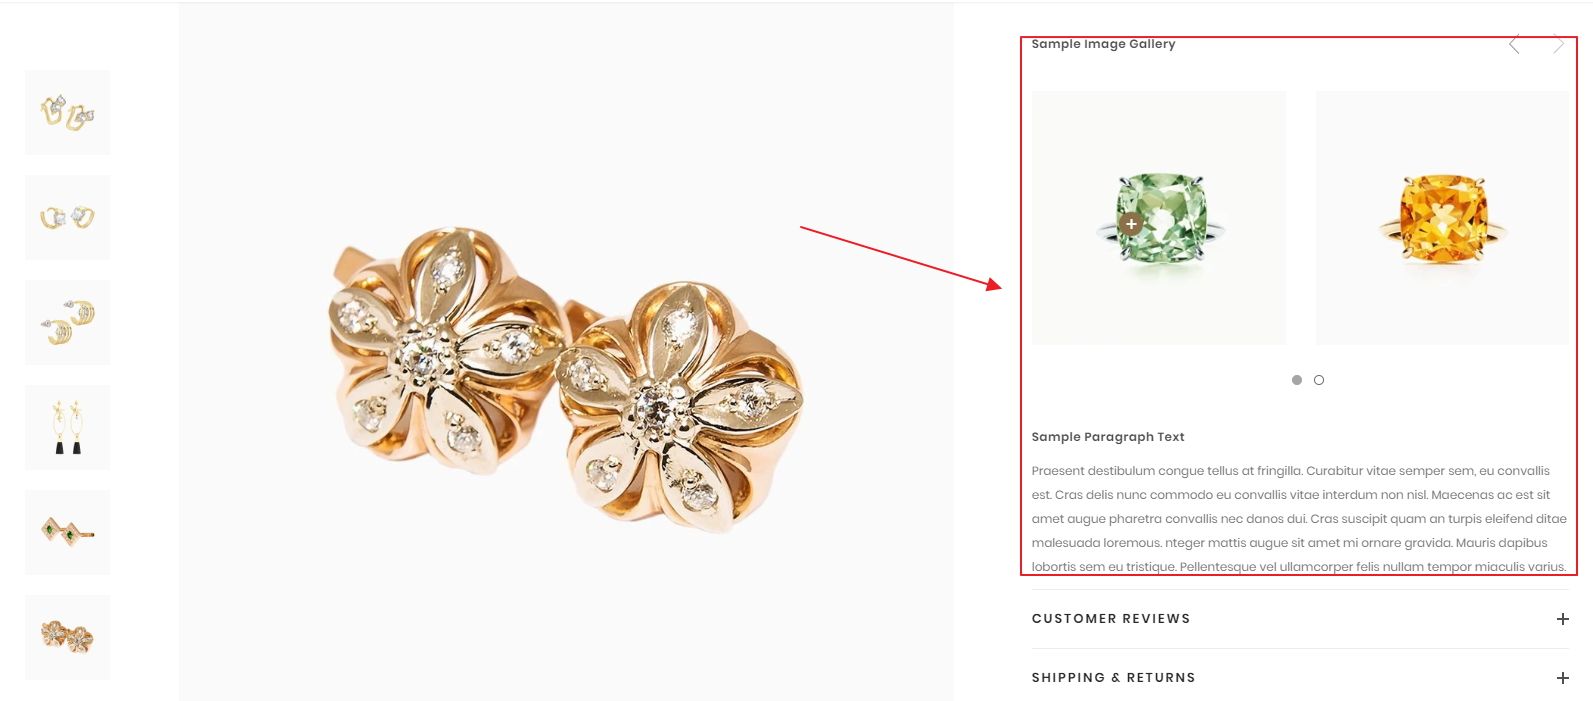 Sample Image Gallery
Sample Paragraph Text
Praesent destibulum congue tellus at fringilla. Curabitur vitae semper sem, eu convallis
est. Cras delis nunc commodo eu convallis vitae interdum non nisl. Maecenas ac est sit
amet augue pharetra convallis nec danos dui. Cras suscipit quam an turpis eleifend ditae
malesuada loremous. nteger mattis augue sit amet mi ornare gravida. Mauris dapibus
lobortis sem eu tristique. Pellentesque vel ullamcorper felis nullam tempor miaculis varius.
CUSTOMER REVIEWS
SHIPPING & RETURNS